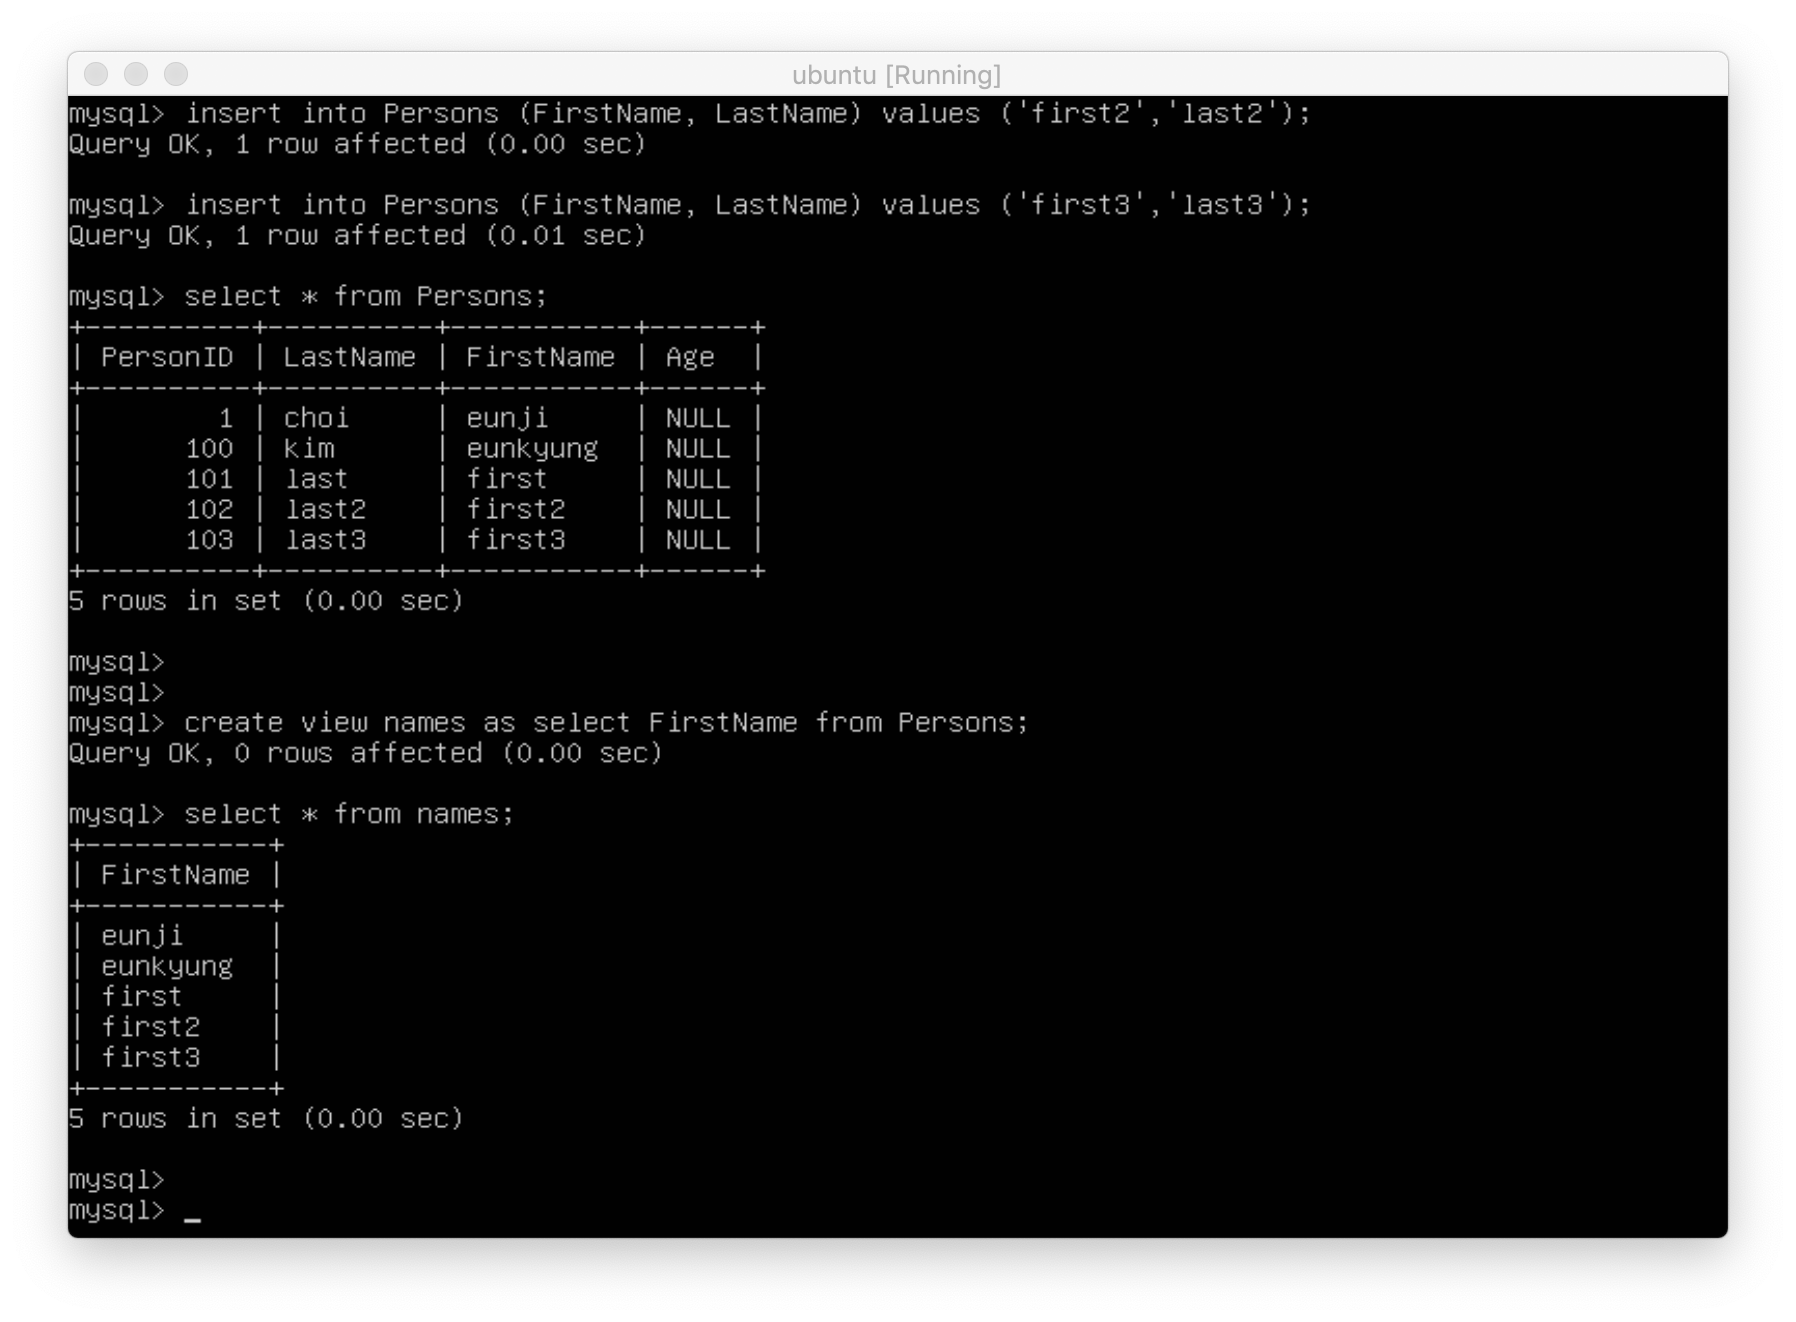 ubuntu [Running]
mysql> insert into Persons (FirstName, LastName) values ('first2','last2');
Query OK, 1 row affected (0.00 sec)
mysql> insert into Persons (FirstName, LastName) values ('first3','last3');
Query OK, 1 row affected (0.01 sec)
mysql> select * from Persons;
+----------+----------+-----------+------+
| PersonID | LastName | FirstName | Age  |
+----------+----------+-----------+------+
|        1 | choi     | eunji     | NULL |
|      100 | kim      | eunkyung  | NULL |
|      101 | last     | first     | NULL |
|      102 | last2    | first2    | NULL |
|      103 | last3    | first3    | NULL |
+----------+----------+-----------+------+
5 rows in set (0.00 sec)
mysql>
mysql>
mysql> create view names as select FirstName from Persons;
Query OK, 0 rows affected (0.00 sec)
mysql> select * from names;
+-----------+
| FirstName |
+-----------+
| eunji     |
| eunkyung  |
| first     |
| first2    |
| first3    |
+-----------+
5 rows in set (0.00 sec)
mysql>
mysql> _